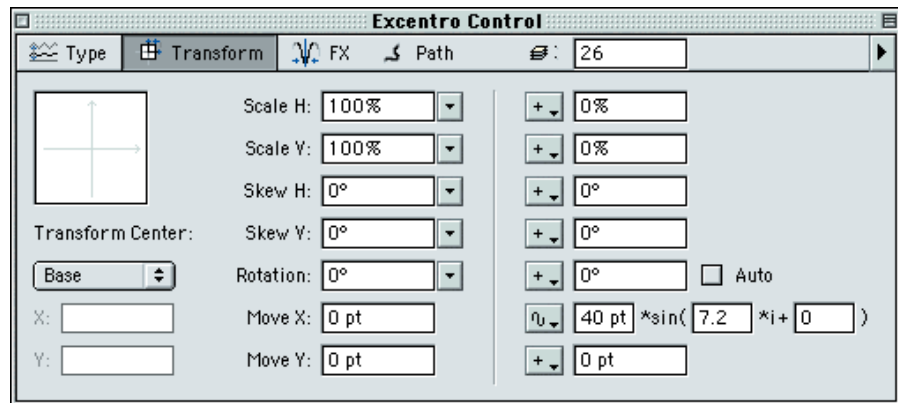 Excentro Control
Type Transform FX Path : 26
Scale H: 100% + 0%
Scale V: 100% + 0%
Skew H: 0° + 0°
Transform Center: Skew V: 0° + 0°
Base Rotation: 0° + 0° Auto
X: Move X: 0 pt 40 pt *sin( 7.2 *i+ 0 )
Y: Move Y: 0 pt + 0 pt